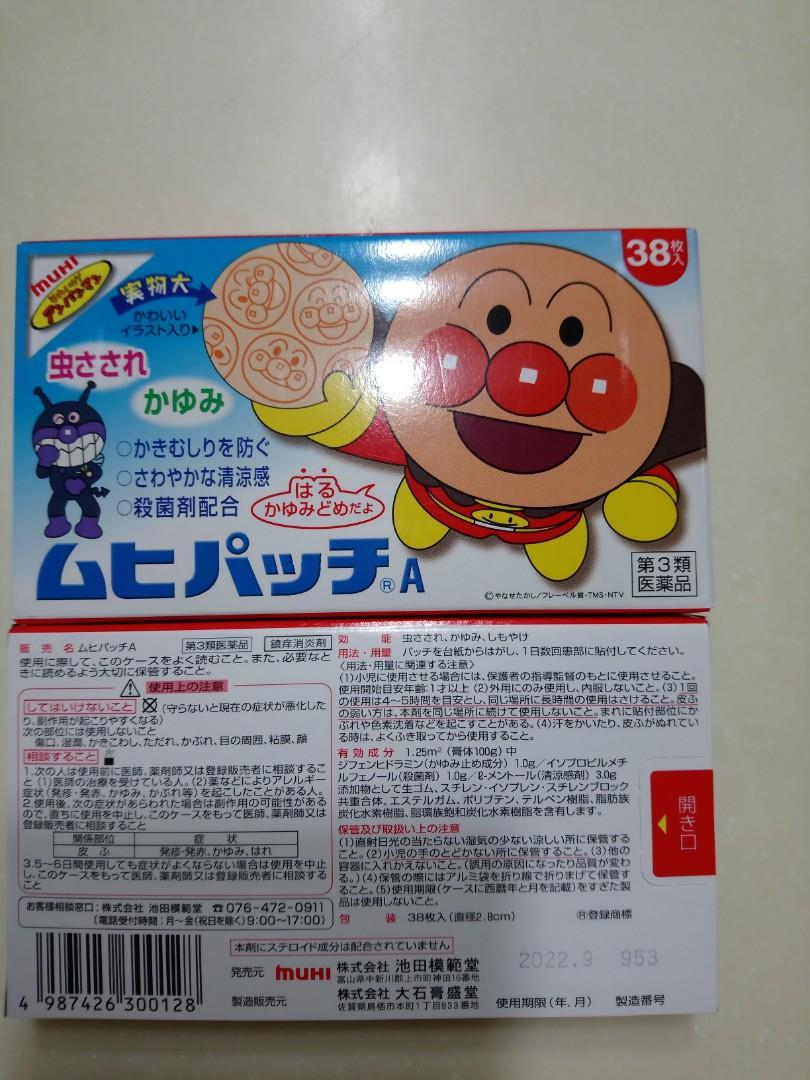 38枚入
muHI
それいけ!
アンパンマン
実物大
かわいい
イラスト入り▶
虫さされ
かゆみ
○かきむしりを防ぐ
○さわやかな清涼感
○殺菌剤配合
はる
かゆみどめだよ
ムヒパッチ®A
第3類
医薬品
©やなせたかし/フレーベル館・TMS・NTV
販売名 ムヒパッチA 第3類医薬品 鎮痒消炎剤
使用に際して、このケースをよく読むこと。また、必要なと
きに読めるよう大切に保管すること。
使用上の注意
してはいけないこと (守らないと現在の症状が悪化した
り、副作用が起こりやすくなる)
次の部位には使用しないこと
傷口、湿潤、かきこわし、ただれ、かぶれ、目の周囲、粘膜、顔
相談すること
1.次の人は使用前に医師、薬剤師又は登録販売者に相談するこ
と(1)医師の治療を受けている人。(2)薬などによりアレルギー
症状(発疹・発赤、かゆみ、かぶれ等)を起こしたことがある人。
2.使用後、次の症状があらわれた場合は副作用の可能性がある
ので、直ちに使用を中止し、このケースをもって医師、薬剤師又は
登録販売者に相談すること
関係部位 症状
皮ふ 発疹・発赤、かゆみ、はれ
3.5~6日間使用しても症状がよくならない場合は使用を中止
し、このケースをもって医師、薬剤師又は登録販売者に相談する
こと
お客様相談窓口:株式会社 池田模範堂 ☎076-472-0911
〔電話受付時間:月~金(祝日を除く)9:00~17:00〕
効能 虫さされ、かゆみ、しもやけ
用法・用量 パッチを台紙からはがし、1日数回患部に貼付してください。
〈用法・用量に関連する注意〉
(1)小児に使用させる場合には、保護者の指導監督のもとに使用させること。
使用開始目安年齢:1才以上(2)外用にのみ使用し、内服しないこと。(3)1回
の使用は4~5時間を目安とし、同じ場所に長時間の使用はさけること。皮ふ
の弱い方は、本剤を同じ場所に続けて使用しないこと。まれに貼付部位にか
ぶれや色素沈着などを起こすことがある。(4)汗をかいたり、皮ふがぬれてい
る時は、よくふき取ってから使用すること。
有効成分 1.25m²(膏体100g)中
ジフェンヒドラミン(かゆみ止め成分)1.0g/イソプロピルメチ
ルフェノール(殺菌剤)1.0g/ℓ-メントール(清涼感剤)3.0g
添加物として生ゴム、スチレン・イソプレン・スチレンブロック
共重合体、エステルガム、ポリブテン、テルペン樹脂、脂肪族
炭化水素樹脂、脂環族飽和炭化水素樹脂を含有します。
保管及び取扱い上の注意
(1)直射日光の当たらない湿気の少ない涼しい所に保管する
こと。(2)小児の手のとどかない所に保管すること。(3)他の
容器に入れかえないこと。(誤用の原因になったり品質が変わ
る。)(4)保管の際にはアルミ袋を折り線で折りまげて保管す
ること。(5)使用期限(ケースに西暦年と月を記載)をすぎた製
品は使用しないこと。
包装 38枚入(直径2.8cm) ®登録商標
開き口
本剤にステロイド成分は配合されていません
発売元 muHI 株式会社 池田模範堂
富山県中新川郡上市町神田16番地
製造販売元 株式会社 大石膏盛堂
佐賀県鳥栖市本町1丁目933番地
2022.9 953
使用期限(年.月) 製造番号
4 987426 300128